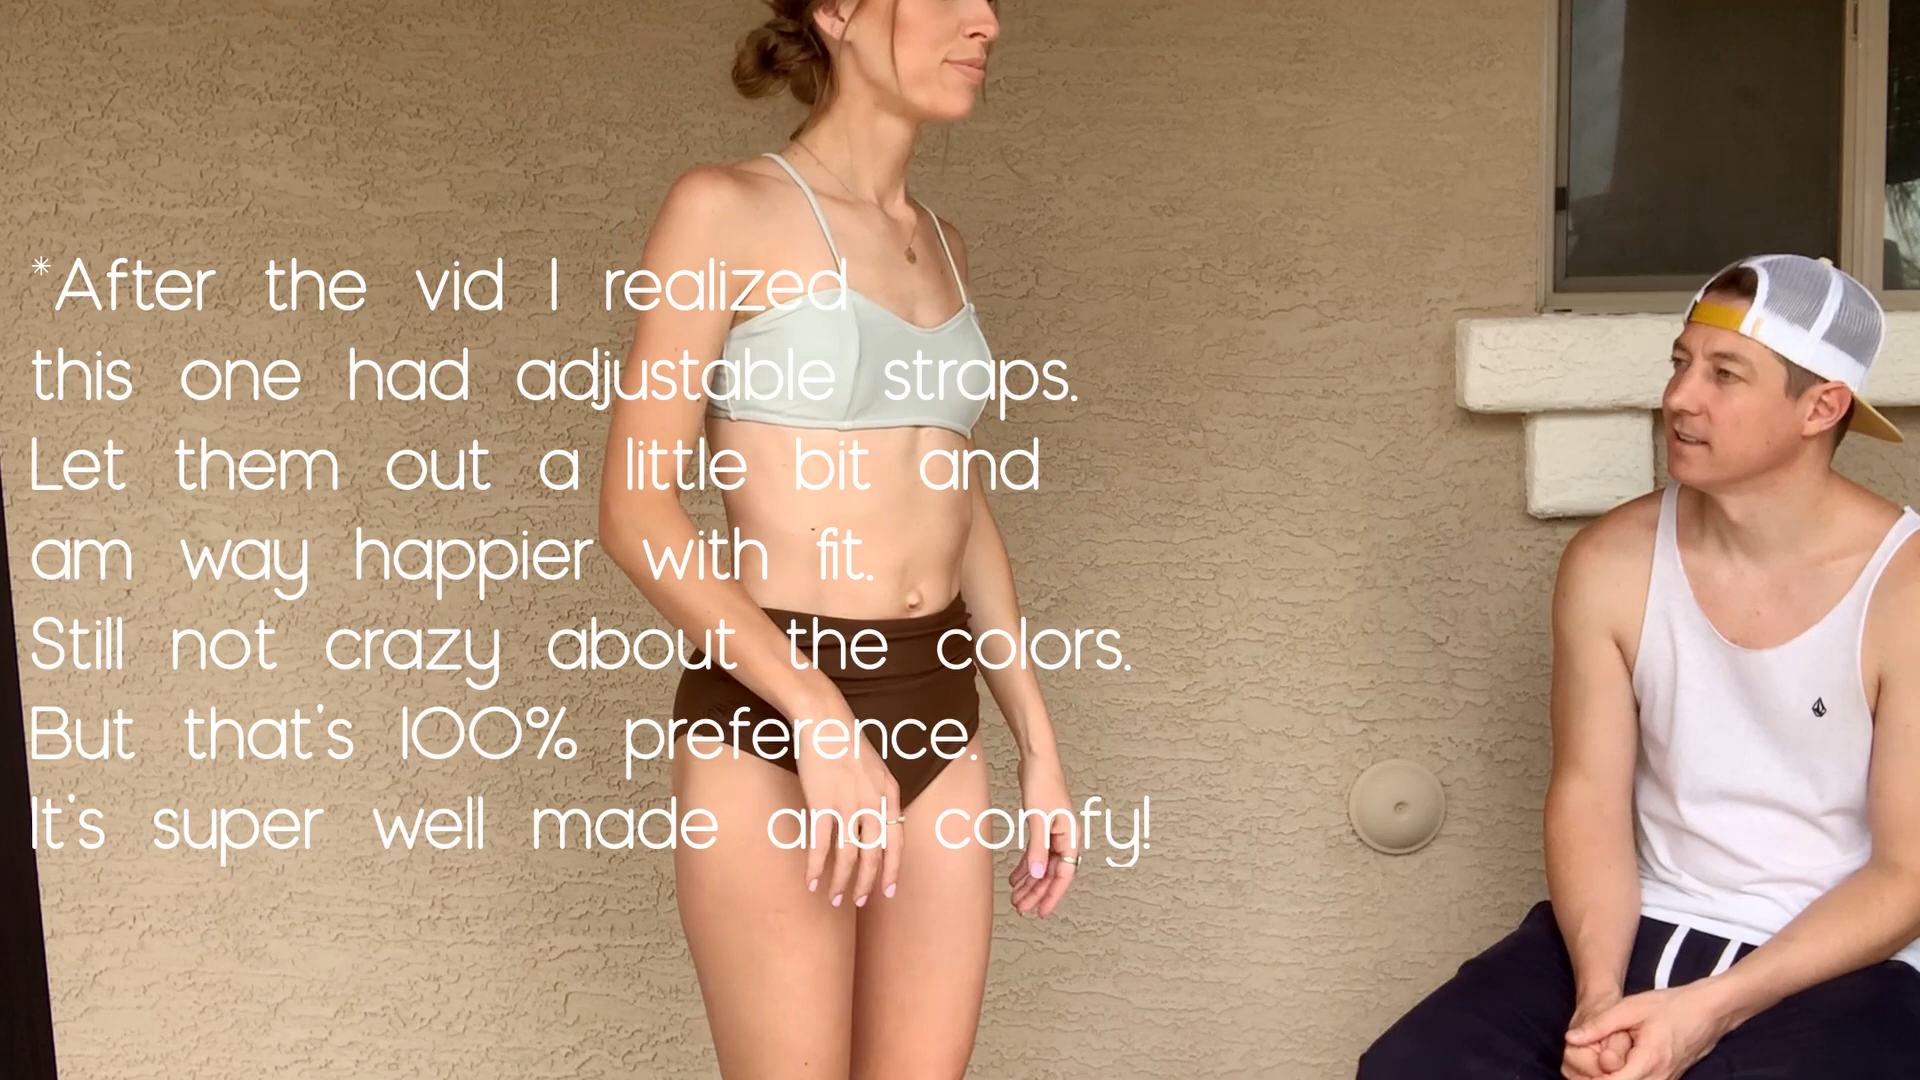 *After the vid I realized
this one had adjustable straps.
Let them out a little bit and
am way happier with fit.
Still not crazy about the colors.
But that's 100% preference.
It's super well made and comfy!